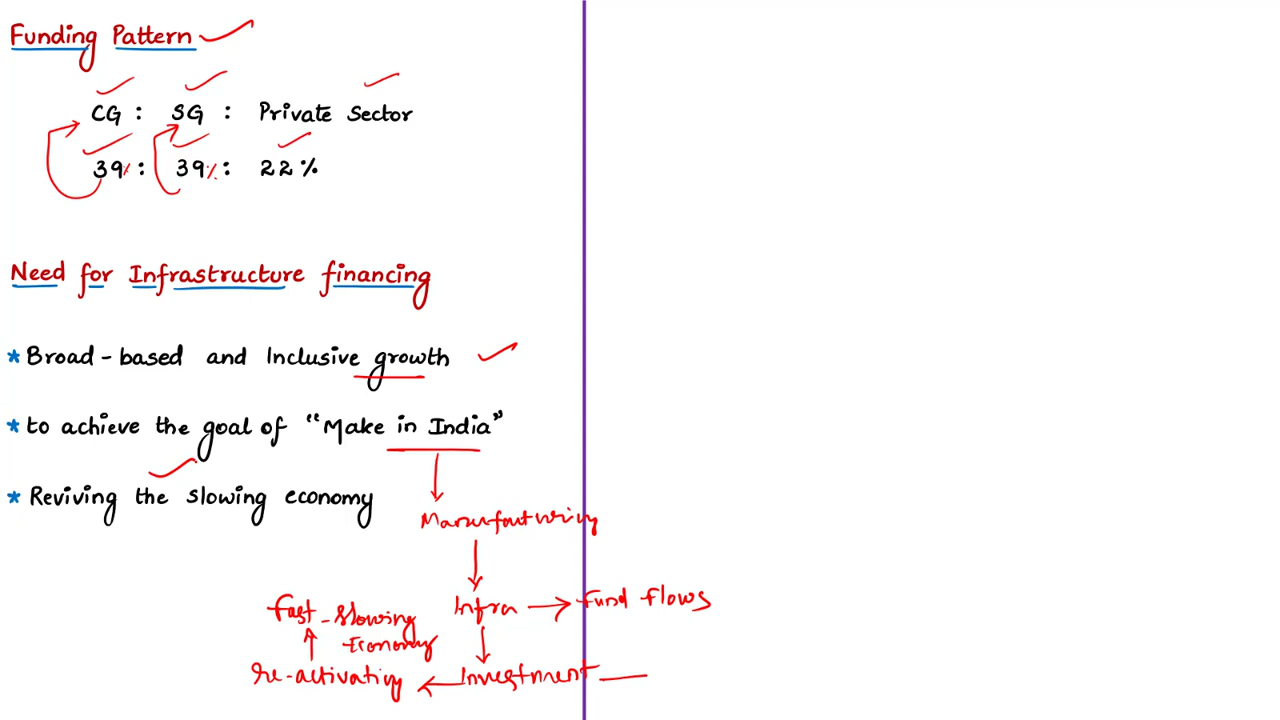 Funding Pattern
CG : SG : Private Sector
39% : 39% : 22%
Need for Infrastructure financing
* Broad-based and Inclusive growth
* to achieve the goal of "Make in India"
* Reviving the slowing economy
Manufacturing
Infra → Fund flows
Fast - slowing
Economy
re-activating ← Investment